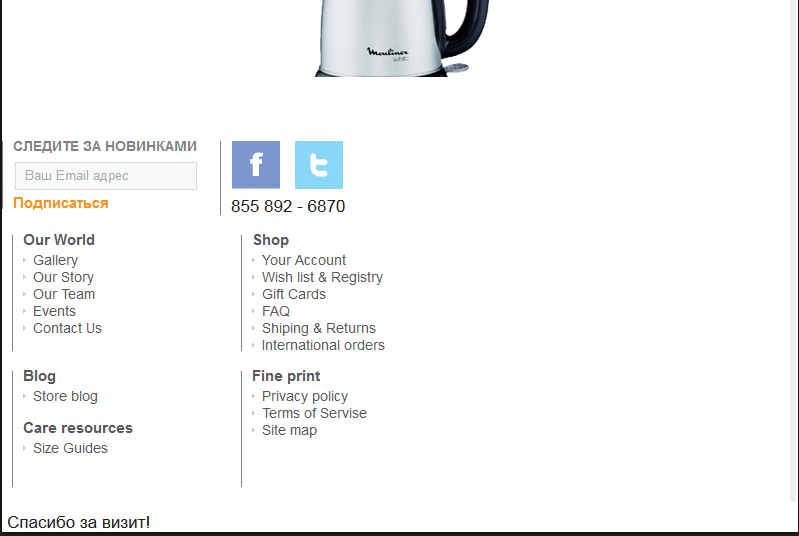 Moulinex
subito
СЛЕДИТЕ ЗА НОВИНКАМИ
Ваш Email адрес
Подписаться
855 892 - 6870
Our World
Gallery
Our Story
Our Team
Events
Contact Us
Shop
Your Account
Wish list & Registry
Gift Cards
FAQ
Shiping & Returns
International orders
Blog
Store blog
Care resources
Size Guides
Fine print
Privacy policy
Terms of Servise
Site map
Спасибо за визит!